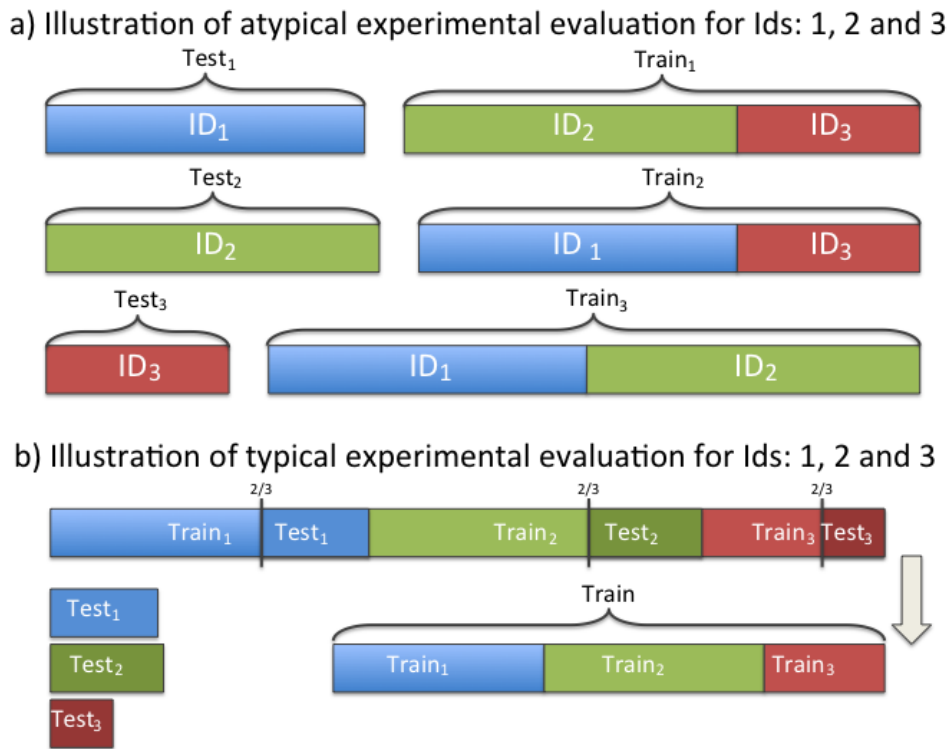 a) Illustration of atypical experimental evaluation for Ids: 1, 2 and 3
Test₁ Train₁
ID₁ ID₂ ID₃
Test₂ Train₂
ID₂ ID ₁ ID₃
Test₃ Train₃
ID₃ ID₁ ID₂
b) Illustration of typical experimental evaluation for Ids: 1, 2 and 3
2/3 2/3 2/3
Train₁ Test₁ Train₂ Test₂ Train₃ Test₃
Train
Test₁
Test₂ Train₁ Train₂ Train₃
Test₃